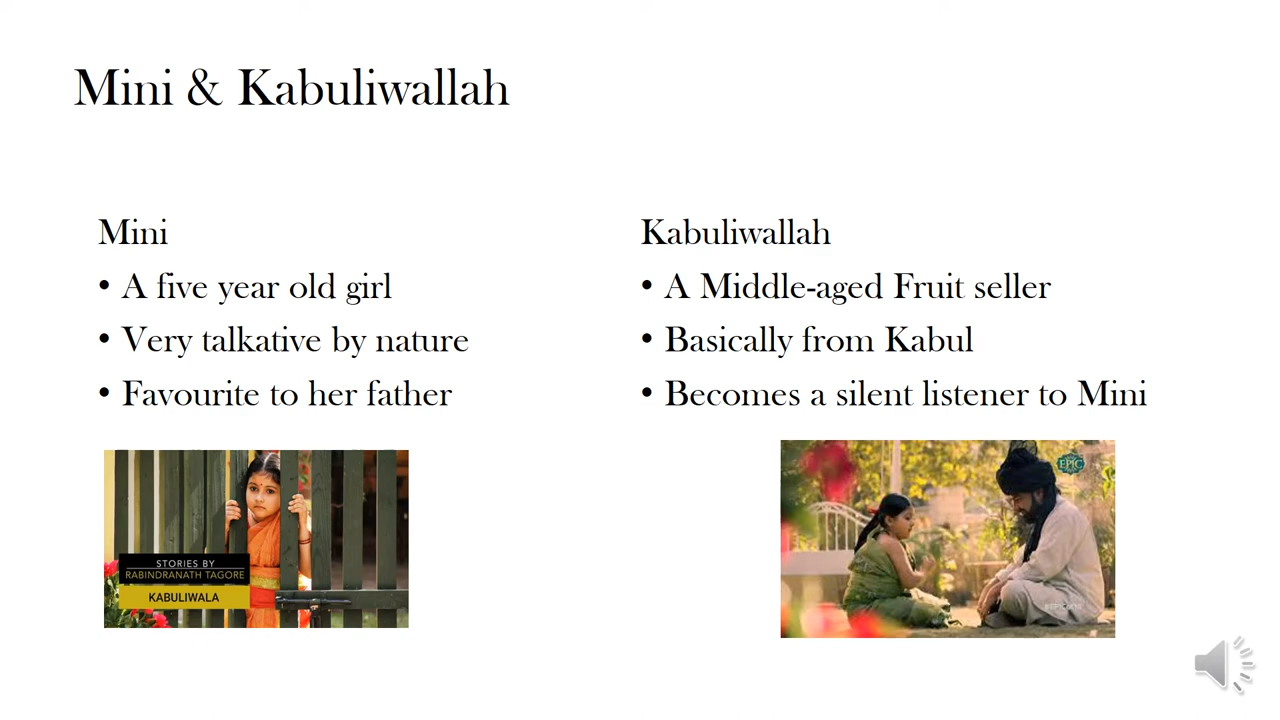 Mini & Kabuliwallah
Mini
• A five year old girl
• Very talkative by nature
• Favourite to her father
Kabuliwallah
• A Middle-aged Fruit seller
• Basically from Kabul
• Becomes a silent listener to Mini
STORIES BY
RABINDRANATH TAGORE
KABULIWALA
EPIC